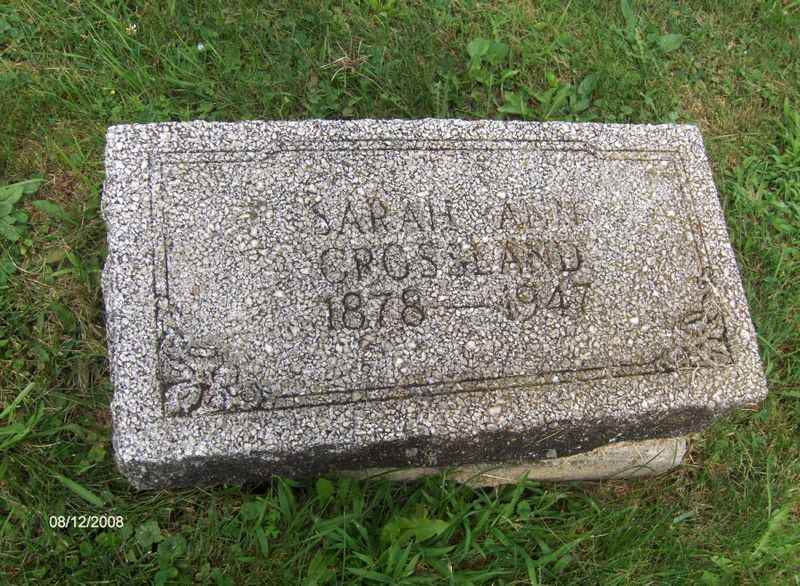 SARAH ANN
CROSSLAND
1878 — 1947
08/12/2008